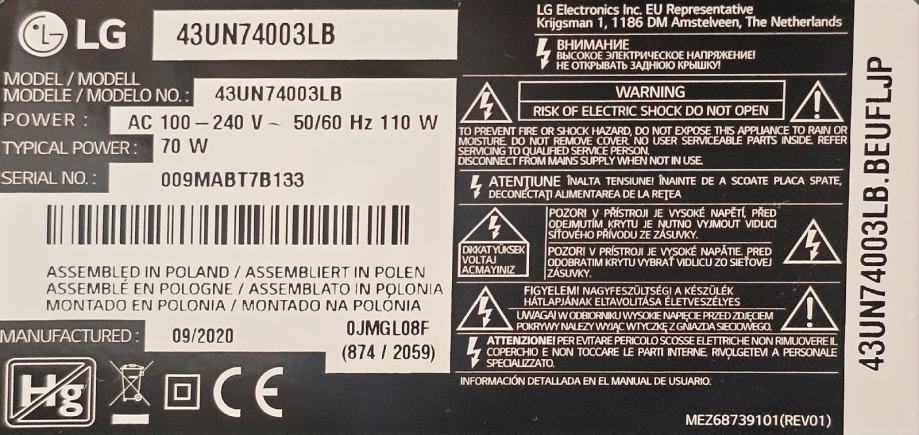 LG 43UN74003LB
MODEL / MODELL
MODELE / MODELO NO.: 43UN74003LB
POWER : AC 100 – 240 V ~ 50/60 Hz 110 W
TYPICAL POWER : 70 W
SERIAL NO. : 009MABT7B133
ASSEMBLED IN POLAND / ASSEMBLIERT IN POLEN
ASSEMBLÉ EN POLOGNE / ASSEMBLATO IN POLONIA
MONTADO EN POLONIA / MONTADO NA POLÓNIA
MANUFACTURED : 09/2020
0JMGL08F
(874 / 2059)
Hg
CE
LG Electronics Inc. EU Representative
Krijgsman 1, 1186 DM Amstelveen, The Netherlands
ВНИМАНИЕ
ВЫСОКОЕ ЭЛЕКТРИЧЕСКОЕ НАПРЯЖЕНИЕ!
НЕ ОТКРЫВАТЬ ЗАДНЮЮ КРЫШКУ!
WARNING
RISK OF ELECTRIC SHOCK DO NOT OPEN
TO PREVENT FIRE OR SHOCK HAZARD, DO NOT EXPOSE THIS APPLIANCE TO RAIN OR
MOISTURE, DO NOT REMOVE COVER, NO USER SERVICEABLE PARTS INSIDE, REFER
SERVICING TO QUALIFIED SERVICE PERSON.
DISCONNECT FROM MAINS SUPPLY WHEN NOT IN USE.
ATENŢIUNE ÎNALTA TENSIUNE! ÎNAINTE DE A SCOATE PLACA SPATE,
DECONECTAŢI ALIMENTAREA DE LA REŢEA
DIKKAT YÜKSEK
VOLTAJ
AÇMAYINIZ
POZOR! V PŘÍSTROJI JE VYSOKÉ NAPĚTÍ, PŘED
ODEJMUTÍM KRYTU JE NUTNO VYJMOUT VIDLICI
SÍŤOVÉHO PŘÍVODU ZE ZÁSUVKY.
POZOR! V PRÍSTROJI JE VYSOKÉ NAPÄTIE. PRED
ODOBRATIM KRYTU VYBRAŤ VIDLICU ZO SIEŤOVEJ
ZÁSUVKY.
FIGYELEM! NAGYFESZÜLTSÉG! A KÉSZÜLÉK
HÁTLAPJÁNAK ELTAVOLÍTÁSA ÉLETVESZÉLYES
UWAGA! W ODBIORNIKU WYSOKIE NAPIĘCIE PRZED ZDJĘCIEM
POKRYWY NALEŻY WYJĄĆ WTYCZKĘ Z GNIAZDA SIECIOWEGO.
ATTENZIONE! PER EVITARE PERICOLO SCOSSE ELETTRICHE NON RIMUOVERE IL
COPERCHIO E NON TOCCARE LE PARTI INTERNE, RIVOLGETEVI A PERSONALE
SPECIALIZZATO.
INFORMACIÓN DETALLADA EN EL MANUAL DE USUARIO.
MEZ68739101(REV01)
43UN74003LB.BEUFLJP